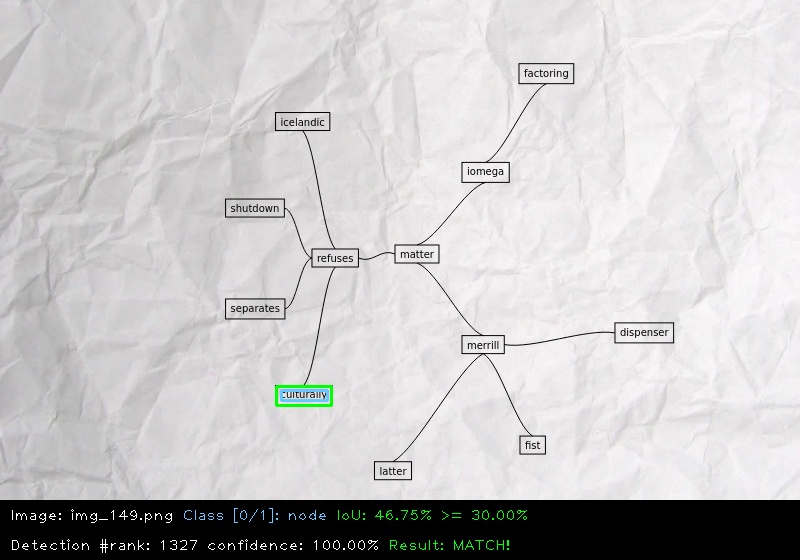 factoring
icelandic
iomega
shutdown
matter
refuses
separates
dispenser
merrill
culturally
fist
latter
Image: img_149.png Class [0/1]: node IoU: 46.75% >= 30.00%
Detection #rank: 1327 confidence: 100.00% Result: MATCH!